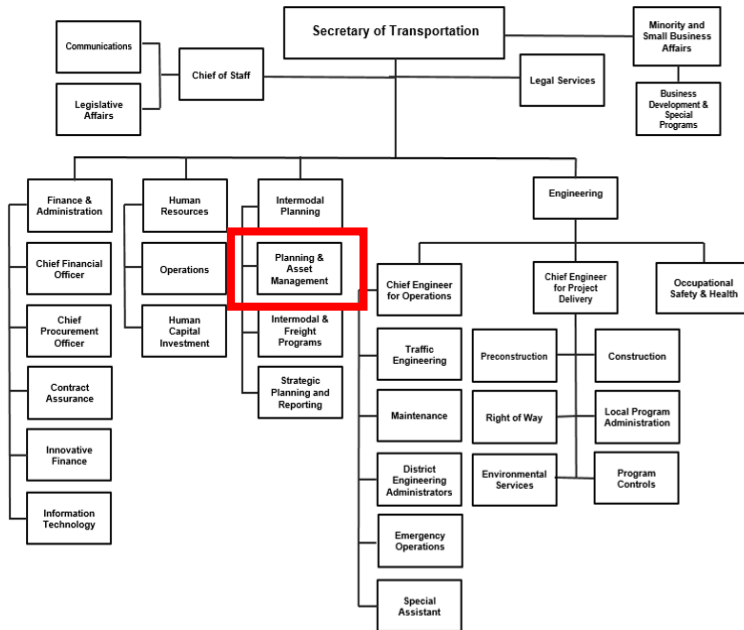 Secretary of Transportation
Minority and
Small Business
Affairs
Communications
Chief of Staff
Legal Services
Legislative
Affairs
Business
Development &
Special
Programs
Finance &
Administration
Human
Resources
Intermodal
Planning
Engineering
Chief Financial
Officer
Operations
Planning &
Asset
Management
Chief Engineer
for Operations
Chief Engineer
for Project
Delivery
Occupational
Safety & Health
Chief
Procurement
Officer
Human
Capital
Investment
Intermodal &
Freight Programs
Traffic
Engineering
Preconstruction
Construction
Contract
Assurance
Strategic
Planning and
Reporting
Maintenance
Right of Way
Local Program
Administration
Innovative
Finance
District
Engineering
Administrators
Environmental
Services
Program
Controls
Information
Technology
Emergency
Operations
Special
Assistant